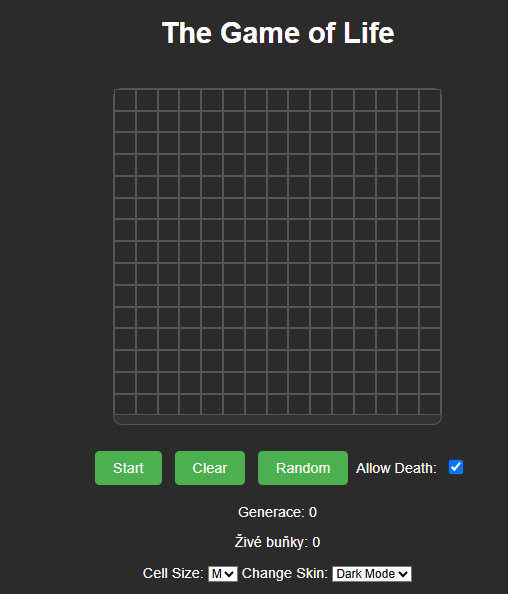 The Game of Life
Start Clear Random Allow Death:
Generace: 0
Živé buňky: 0
Cell Size: M Change Skin: Dark Mode